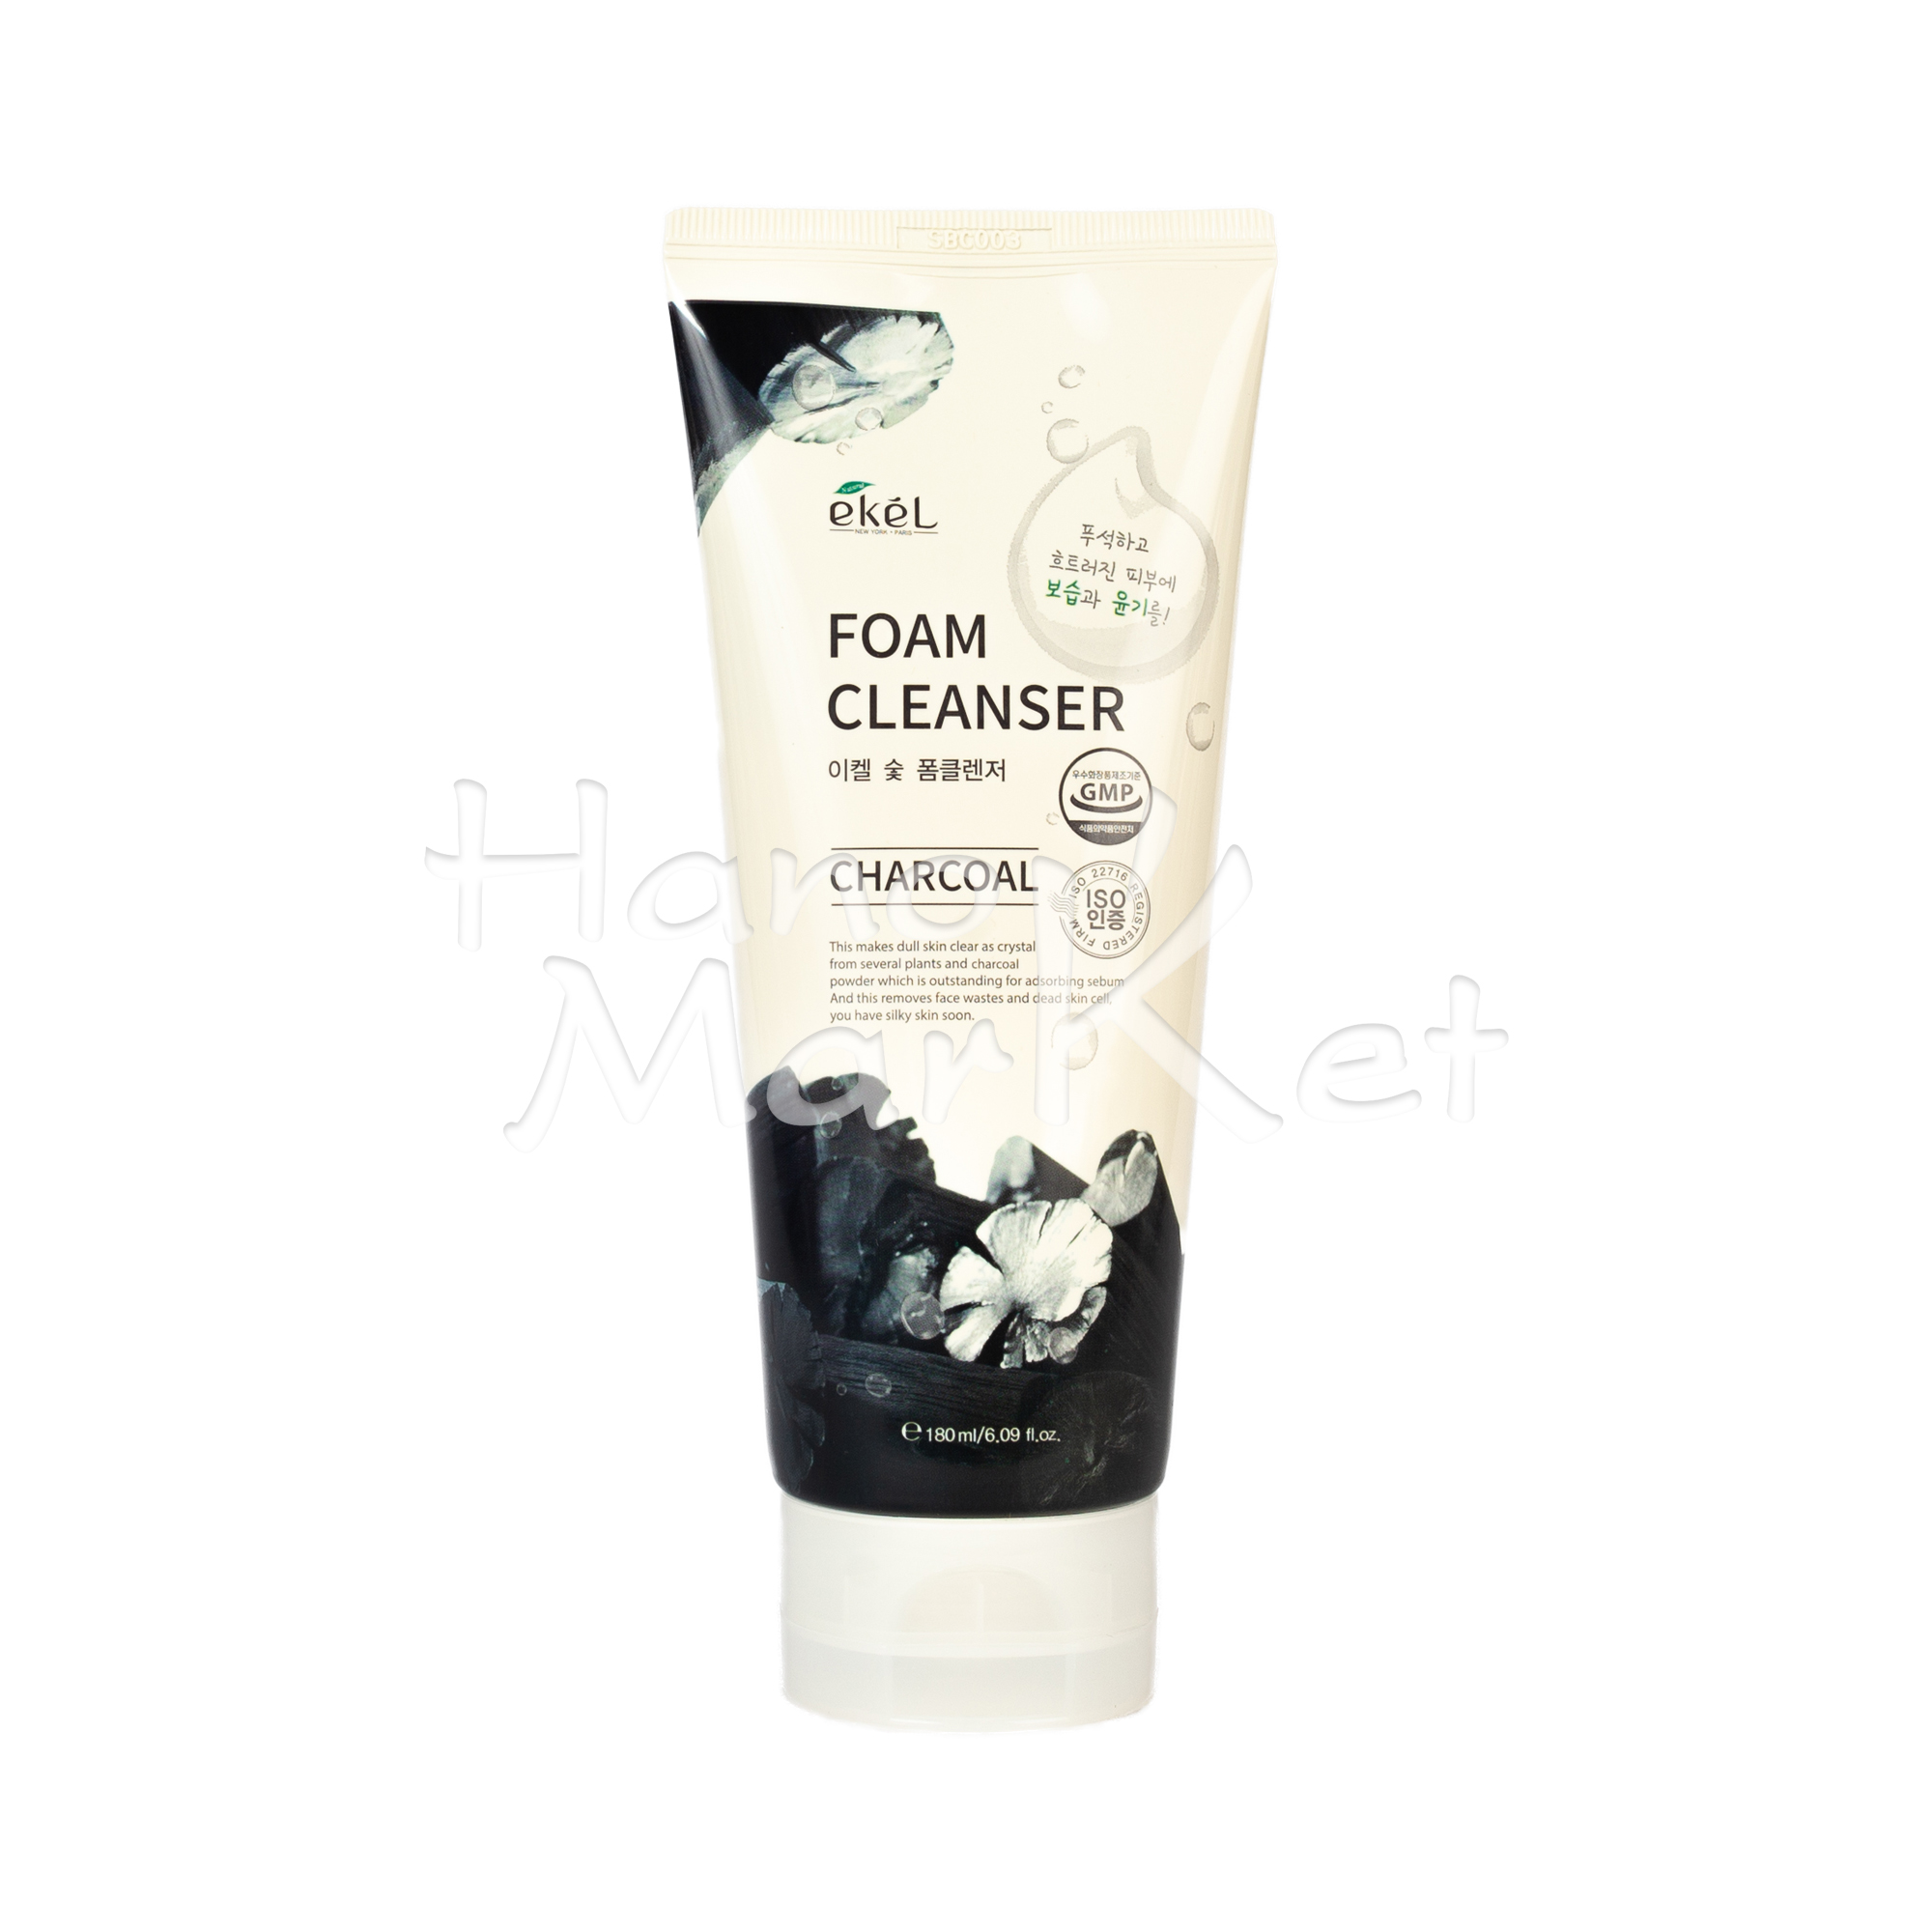 SBC003
Natural
ekéL
NEW YORK - PARIS
푸석하고
흐트러진 피부에
보습과 윤기를!
FOAM
CLEANSER
이켈 숯 폼클렌저
우수화장품제조기준
GMP
식품의약품안전처
CHARCOAL
ISO 22716 REGISTERED FIRM
ISO
인증
This makes dull skin clear as crystal
from several plants and charcoal
powder which is outstanding for adsorbing sebum
And this removes face wastes and dead skin cell,
you have silky skin soon.
Hanok
Market
℮ 180 ml/6.09 fl.oz.